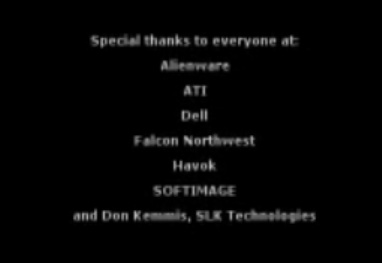 Special thanks to everyone at:
Alienware
ATI
Dell
Falcon Northwest
Havok
SOFTIMAGE
and Don Kemmis, SLK Technologies